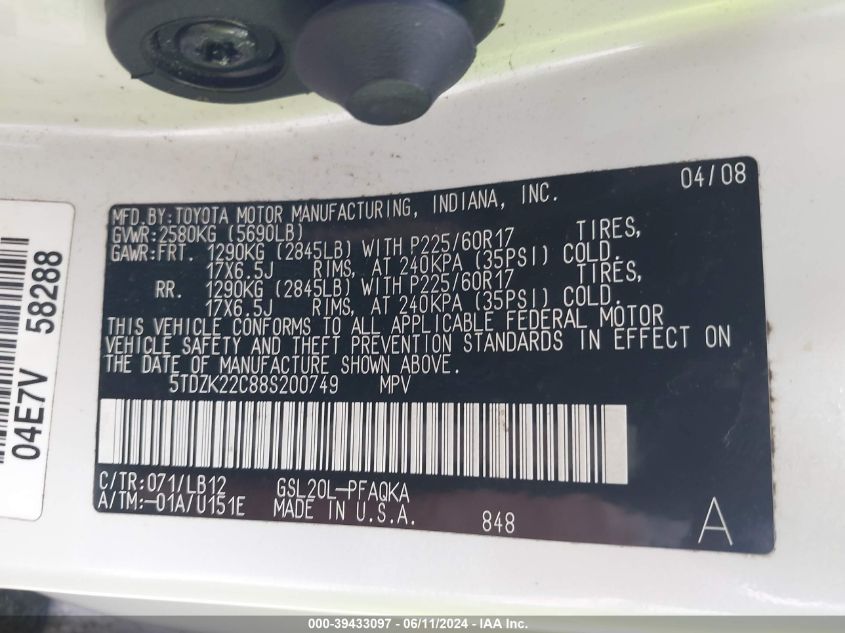 04/08
MFD.BY:TOYOTA MOTOR MANUFACTURING, INDIANA, INC.
GVWR:2580KG (5690LB)
GAWR:FRT. 1290KG (2845LB) WITH P225/60R17 TIRES,
17X6.5J RIMS, AT 240KPA (35PSI) COLD.
RR. 1290KG (2845LB) WITH P225/60R17 TIRES,
17X6.5J RIMS, AT 240KPA (35PSI) COLD.
THIS VEHICLE CONFORMS TO ALL APPLICABLE FEDERAL MOTOR
VEHICLE SAFETY AND THEFT PREVENTION STANDARDS IN EFFECT ON
THE DATE OF MANUFACTURE SHOWN ABOVE.
5TDZK22C88S200749 MPV
C/TR:071/LB12 GSL20L-PFAQKA
A/TM:-01A/U151E MADE IN U.S.A. 848 A
04E7V 58288
000-39433097 - 06/11/2024 - IAA Inc.